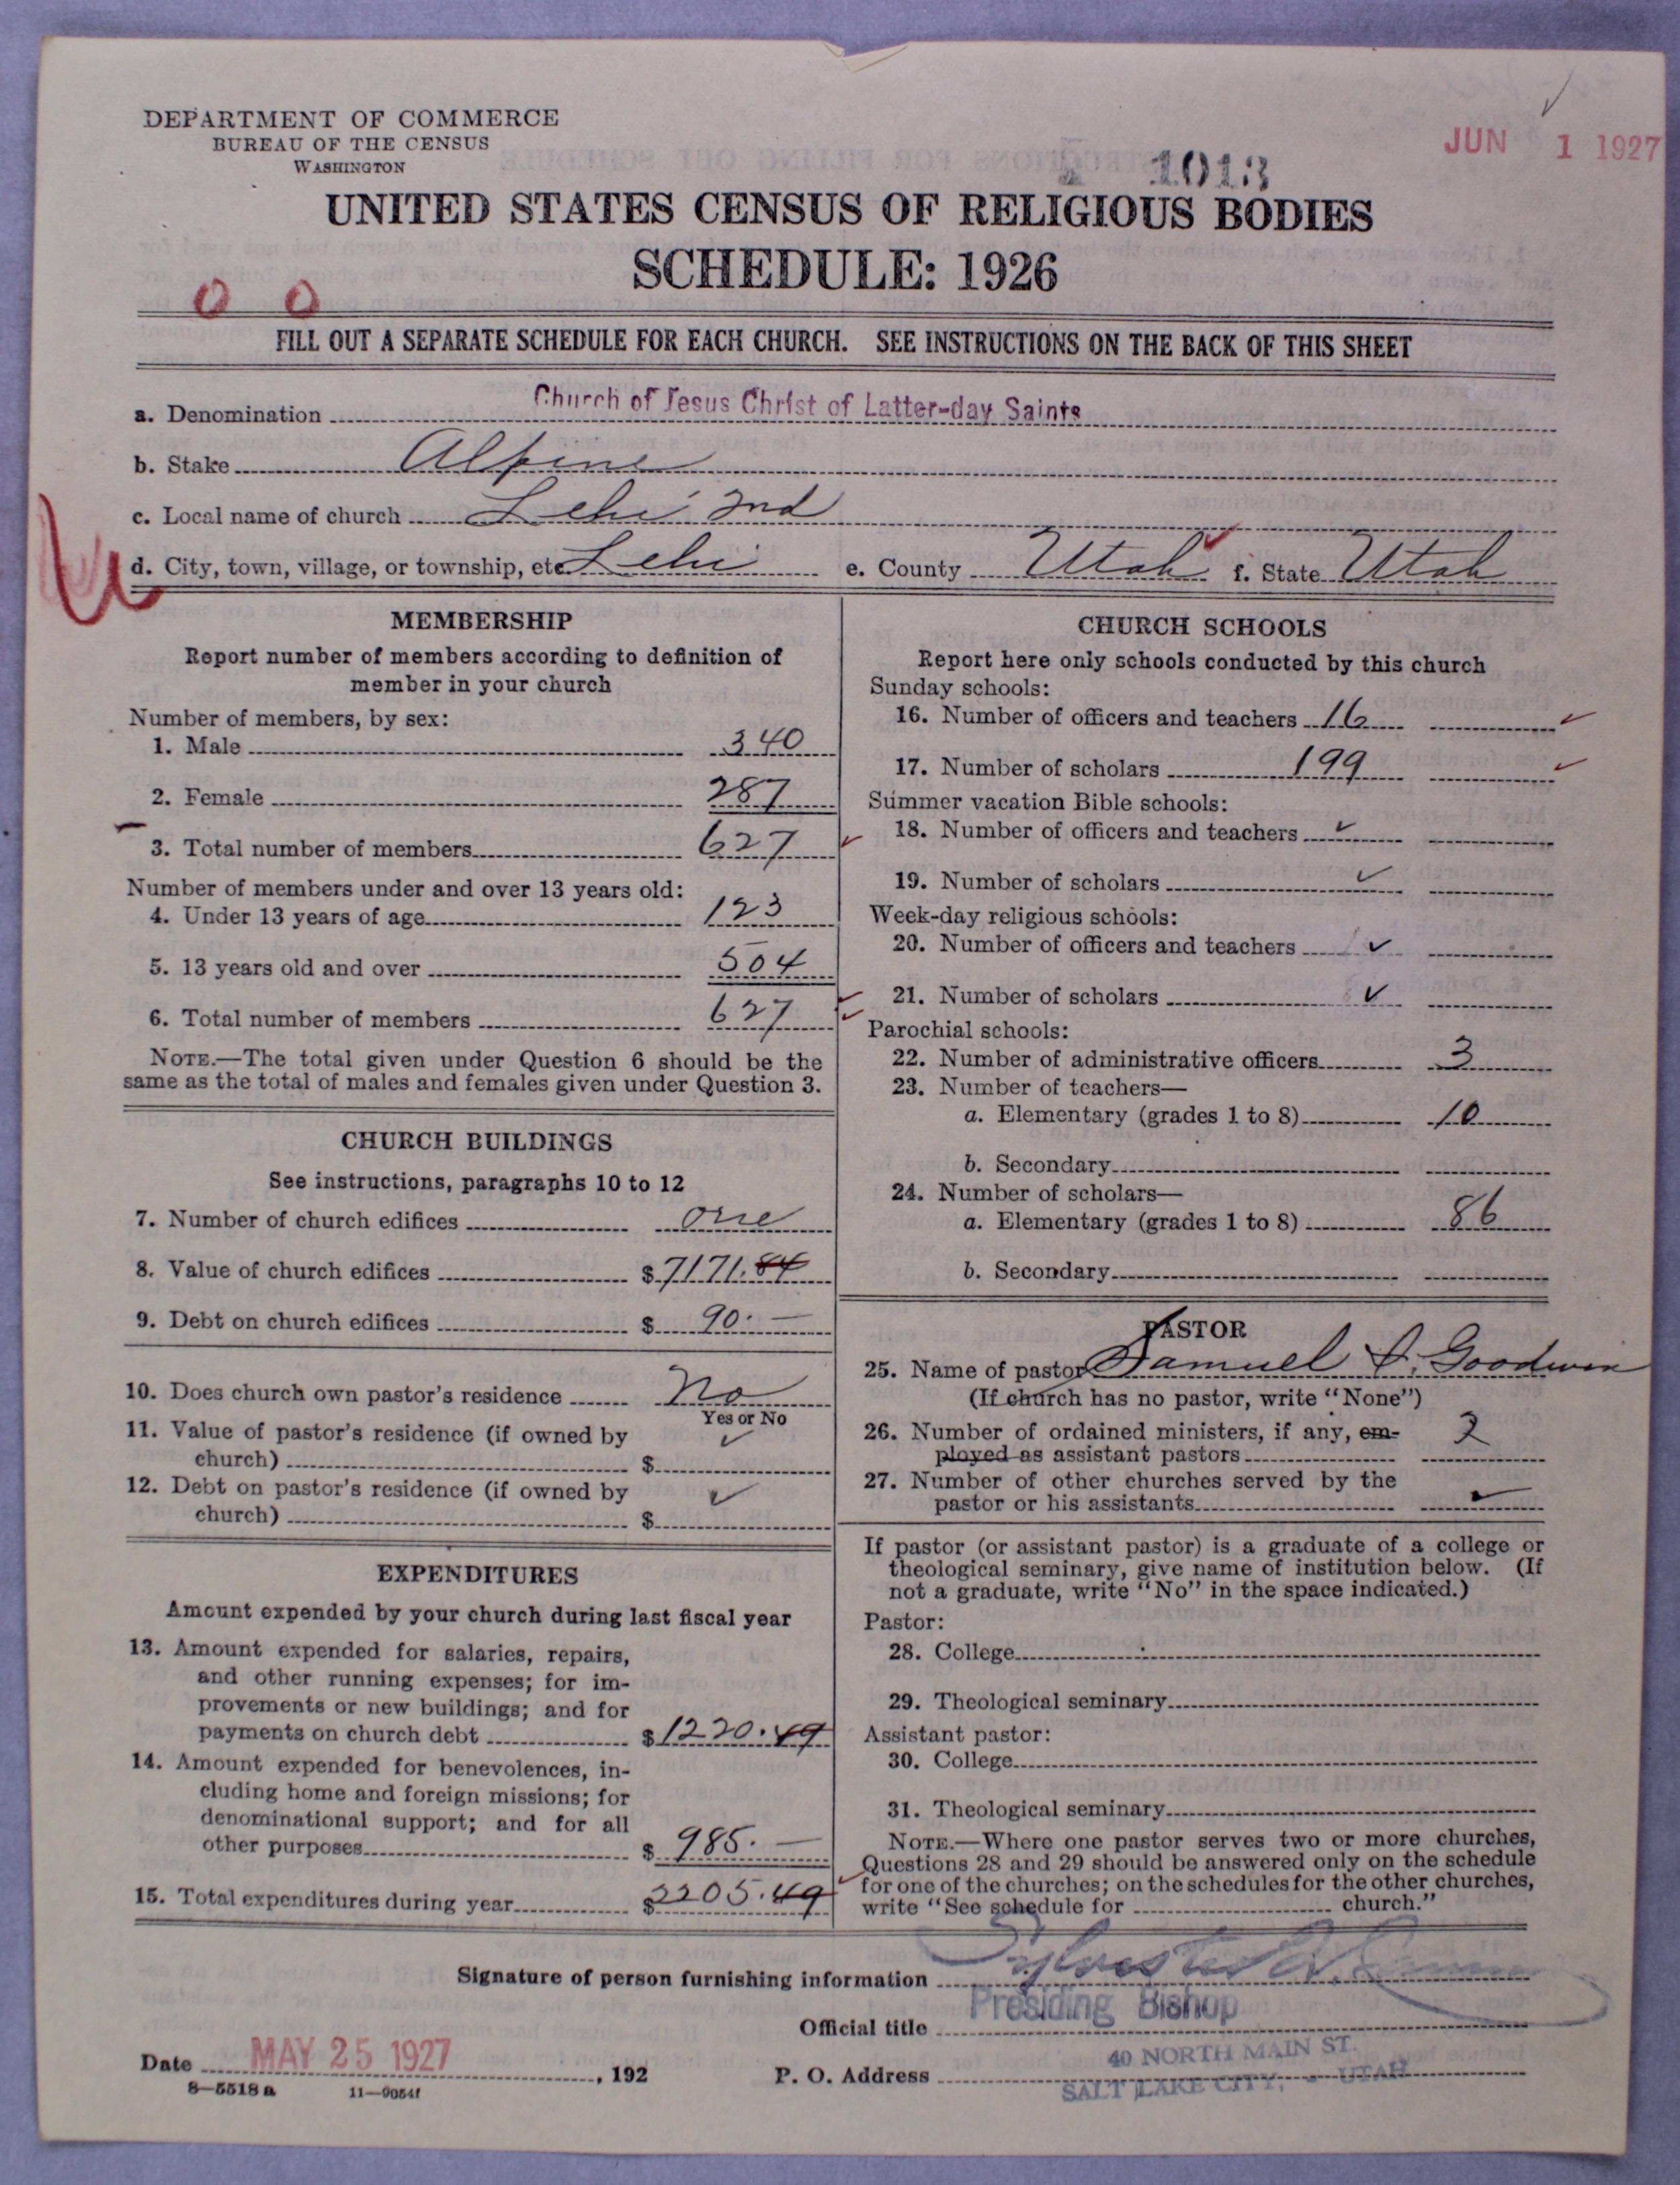 DEPARTMENT OF COMMERCE
BUREAU OF THE CENSUS
WASHINGTON
JUN 1 1927
1013
UNITED STATES CENSUS OF RELIGIOUS BODIES
SCHEDULE: 1926
0 0
FILL OUT A SEPARATE SCHEDULE FOR EACH CHURCH. SEE INSTRUCTIONS ON THE BACK OF THIS SHEET
a. Denomination Church of Jesus Christ of Latter-day Saints
b. Stake Alpine
c. Local name of church Lehi 2nd
d. City, town, village, or township, etc. Lehi e. County Utah f. State Utah
MEMBERSHIP
Report number of members according to definition of
member in your church
Number of members, by sex:
1. Male 340
2. Female 287
3. Total number of members 627
Number of members under and over 13 years old:
4. Under 13 years of age 123
5. 13 years old and over 504
6. Total number of members 627
NOTE.—The total given under Question 6 should be the
same as the total of males and females given under Question 3.
CHURCH BUILDINGS
See instructions, paragraphs 10 to 12
7. Number of church edifices one
8. Value of church edifices $7171.84
9. Debt on church edifices $ 90.—
10. Does church own pastor's residence No
Yes or No
11. Value of pastor's residence (if owned by
church) $ ✓
12. Debt on pastor's residence (if owned by
church) $ ✓
EXPENDITURES
Amount expended by your church during last fiscal year
13. Amount expended for salaries, repairs,
and other running expenses; for im-
provements or new buildings; and for
payments on church debt $1220.49
14. Amount expended for benevolences, in-
cluding home and foreign missions; for
denominational support; and for all
other purposes $ 985.—
15. Total expenditures during year $2205.49
CHURCH SCHOOLS
Report here only schools conducted by this church
Sunday schools:
16. Number of officers and teachers 16
17. Number of scholars 199
Summer vacation Bible schools:
18. Number of officers and teachers ✓
19. Number of scholars ✓
Week-day religious schools:
20. Number of officers and teachers ✓
21. Number of scholars ✓
Parochial schools:
22. Number of administrative officers 3
23. Number of teachers—
a. Elementary (grades 1 to 8) 10
b. Secondary
24. Number of scholars—
a. Elementary (grades 1 to 8) 86
b. Secondary
PASTOR
25. Name of pastor Samuel I. Goodwin
(If church has no pastor, write "None")
26. Number of ordained ministers, if any, em-
ployed as assistant pastors 2
27. Number of other churches served by the
pastor or his assistants ✓
If pastor (or assistant pastor) is a graduate of a college or
theological seminary, give name of institution below. (If
not a graduate, write "No" in the space indicated.)
Pastor:
28. College
29. Theological seminary
Assistant pastor:
30. College
31. Theological seminary
NOTE.—Where one pastor serves two or more churches,
Questions 28 and 29 should be answered only on the schedule
for one of the churches; on the schedules for the other churches,
write "See schedule for church."
Signature of person furnishing information Sylvester
Official title Presiding Bishop
Date MAY 25 1927, 192 P. O. Address 40 NORTH MAIN ST.
SALT LAKE CITY, - UTAH
8—5518 a 11—9054f